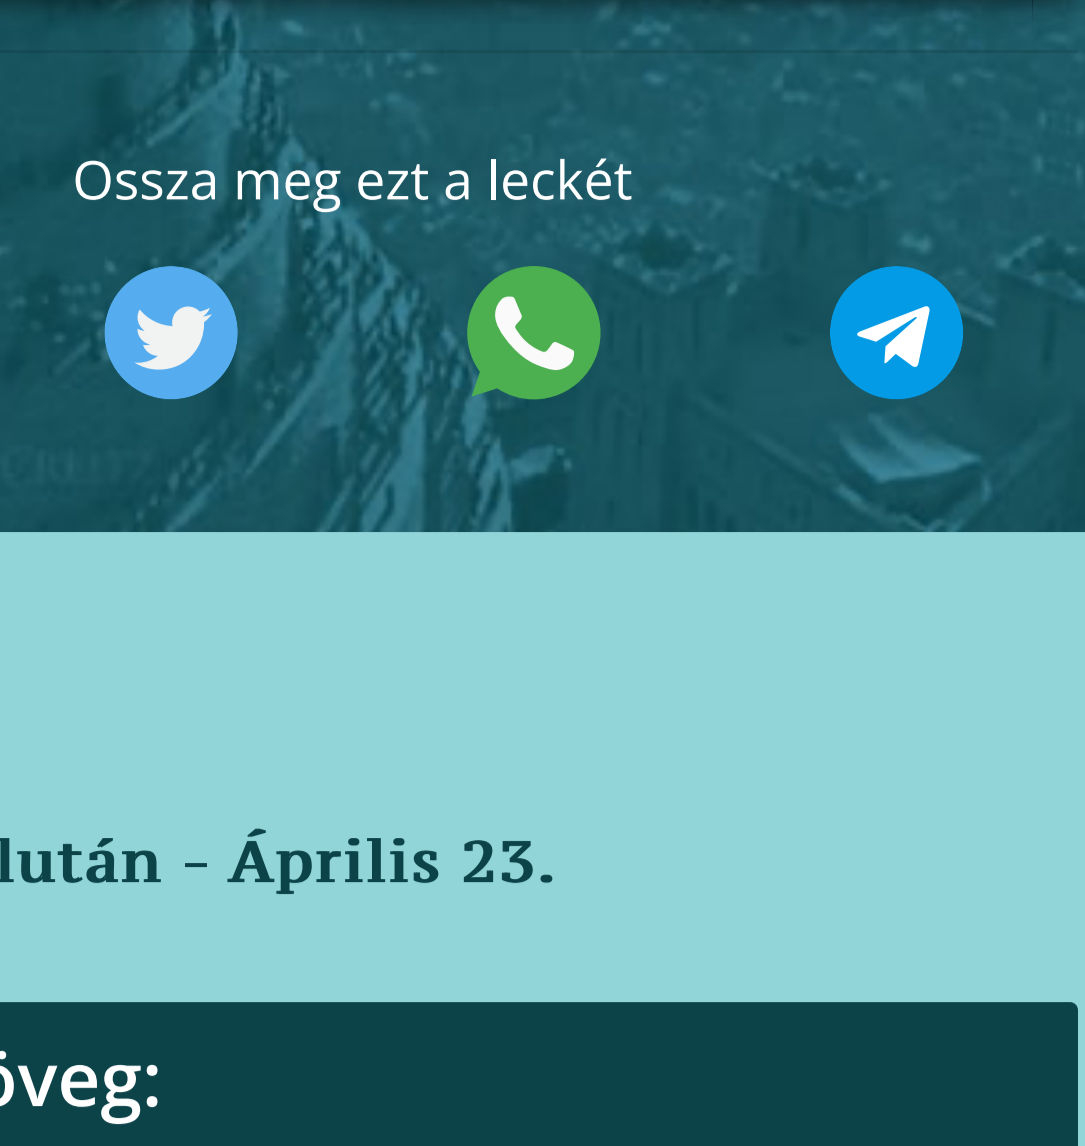 Ossza meg ezt a leckét
lután - Április 23.
öveg: